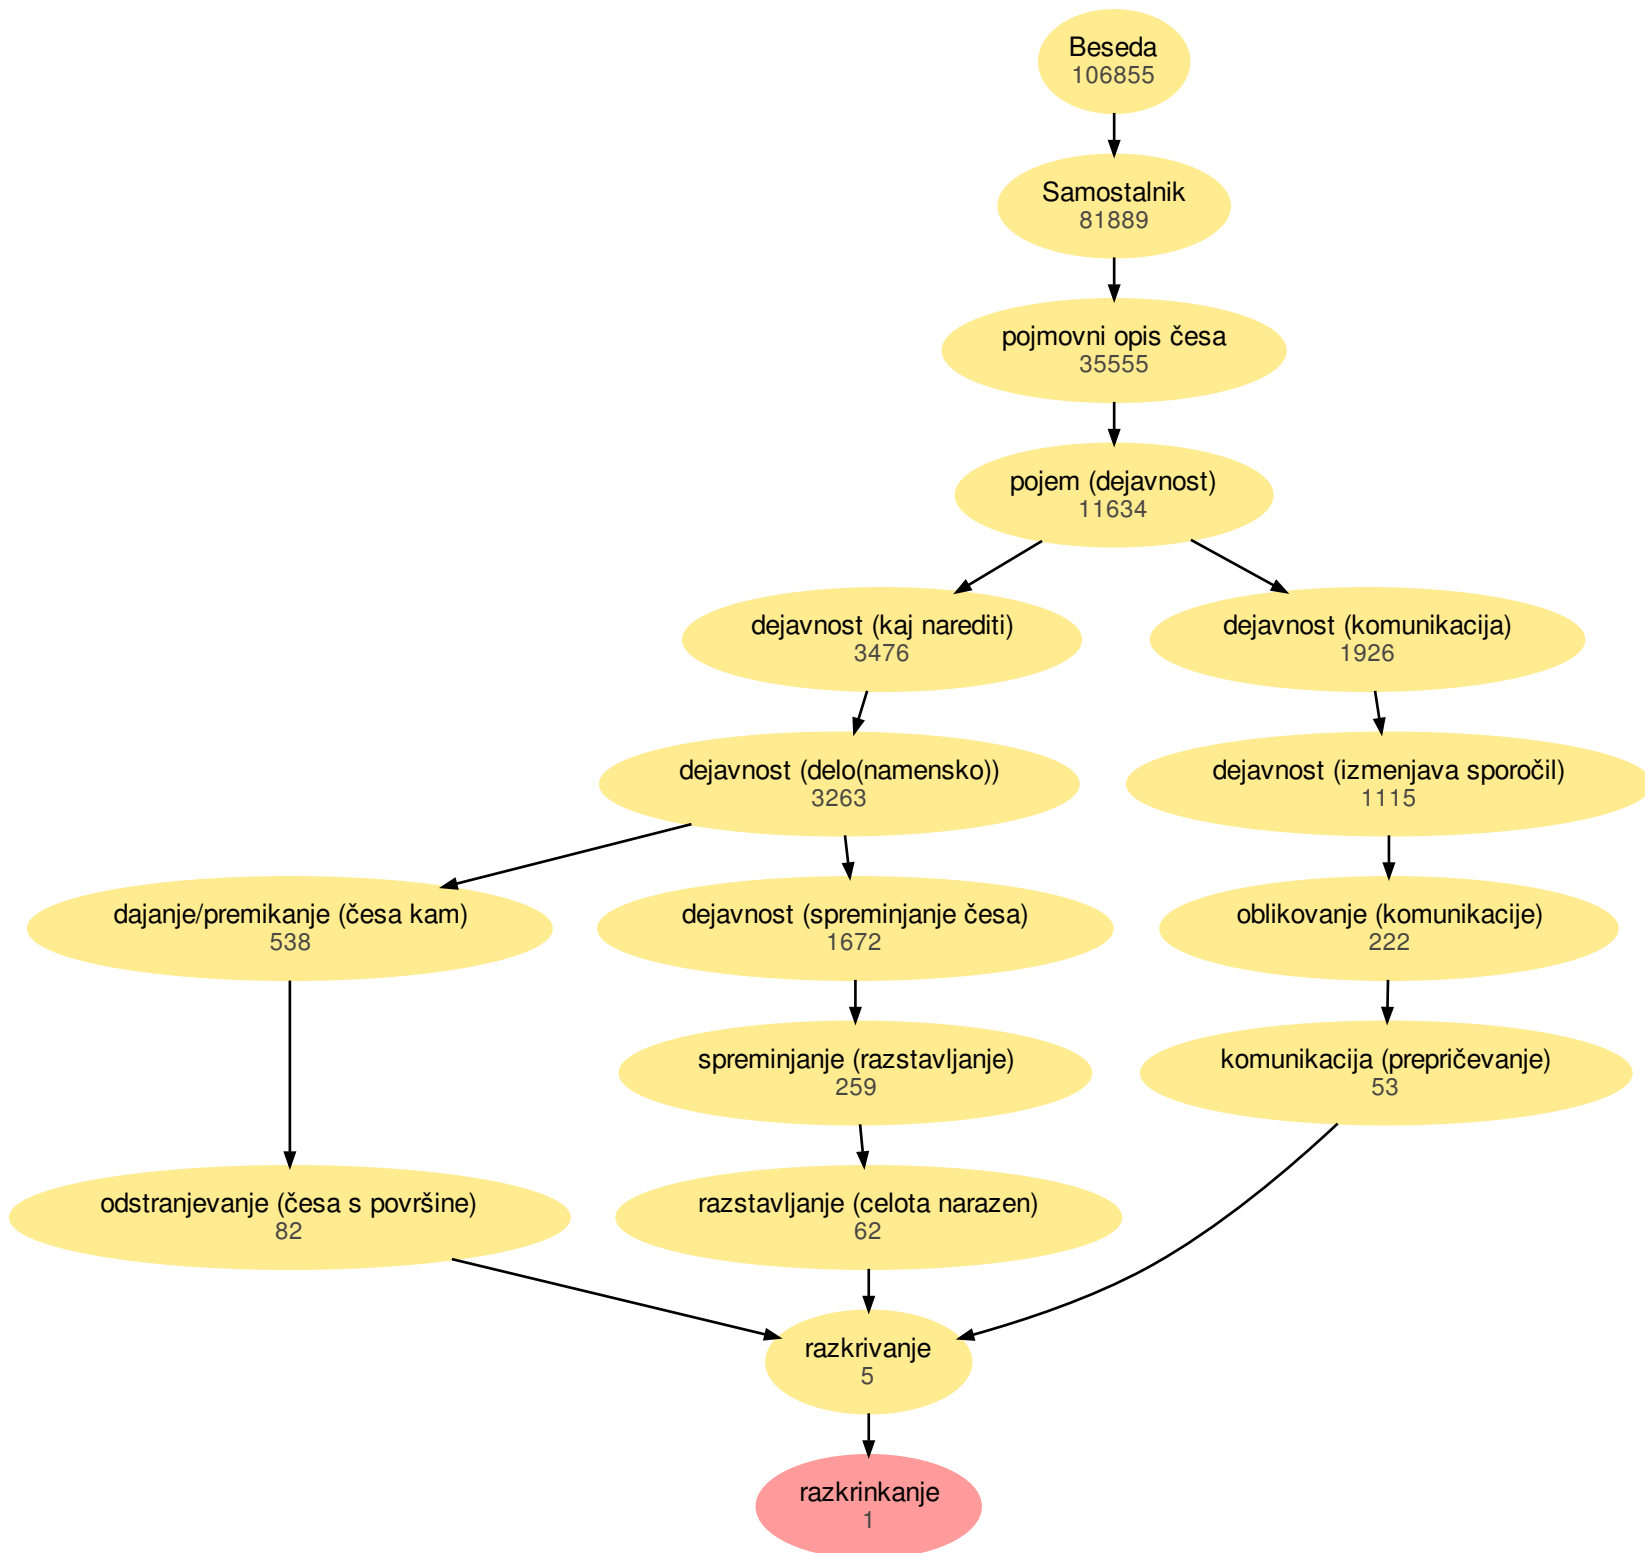 Beseda
106855
Samostalnik
81889
pojmovni opis česa
35555
pojem (dejavnost)
11634
dejavnost (kaj narediti)
3476
dejavnost (komunikacija)
1926
dejavnost (delo(namensko))
3263
dejavnost (izmenjava sporočil)
1115
dajanje/premikanje (česa kam)
538
dejavnost (spreminjanje česa)
1672
oblikovanje (komunikacije)
222
spreminjanje (razstavljanje)
259
komunikacija (prepričevanje)
53
odstranjevanje (česa s površine)
82
razstavljanje (celota narazen)
62
razkrivanje
5
razkrinkanje
1